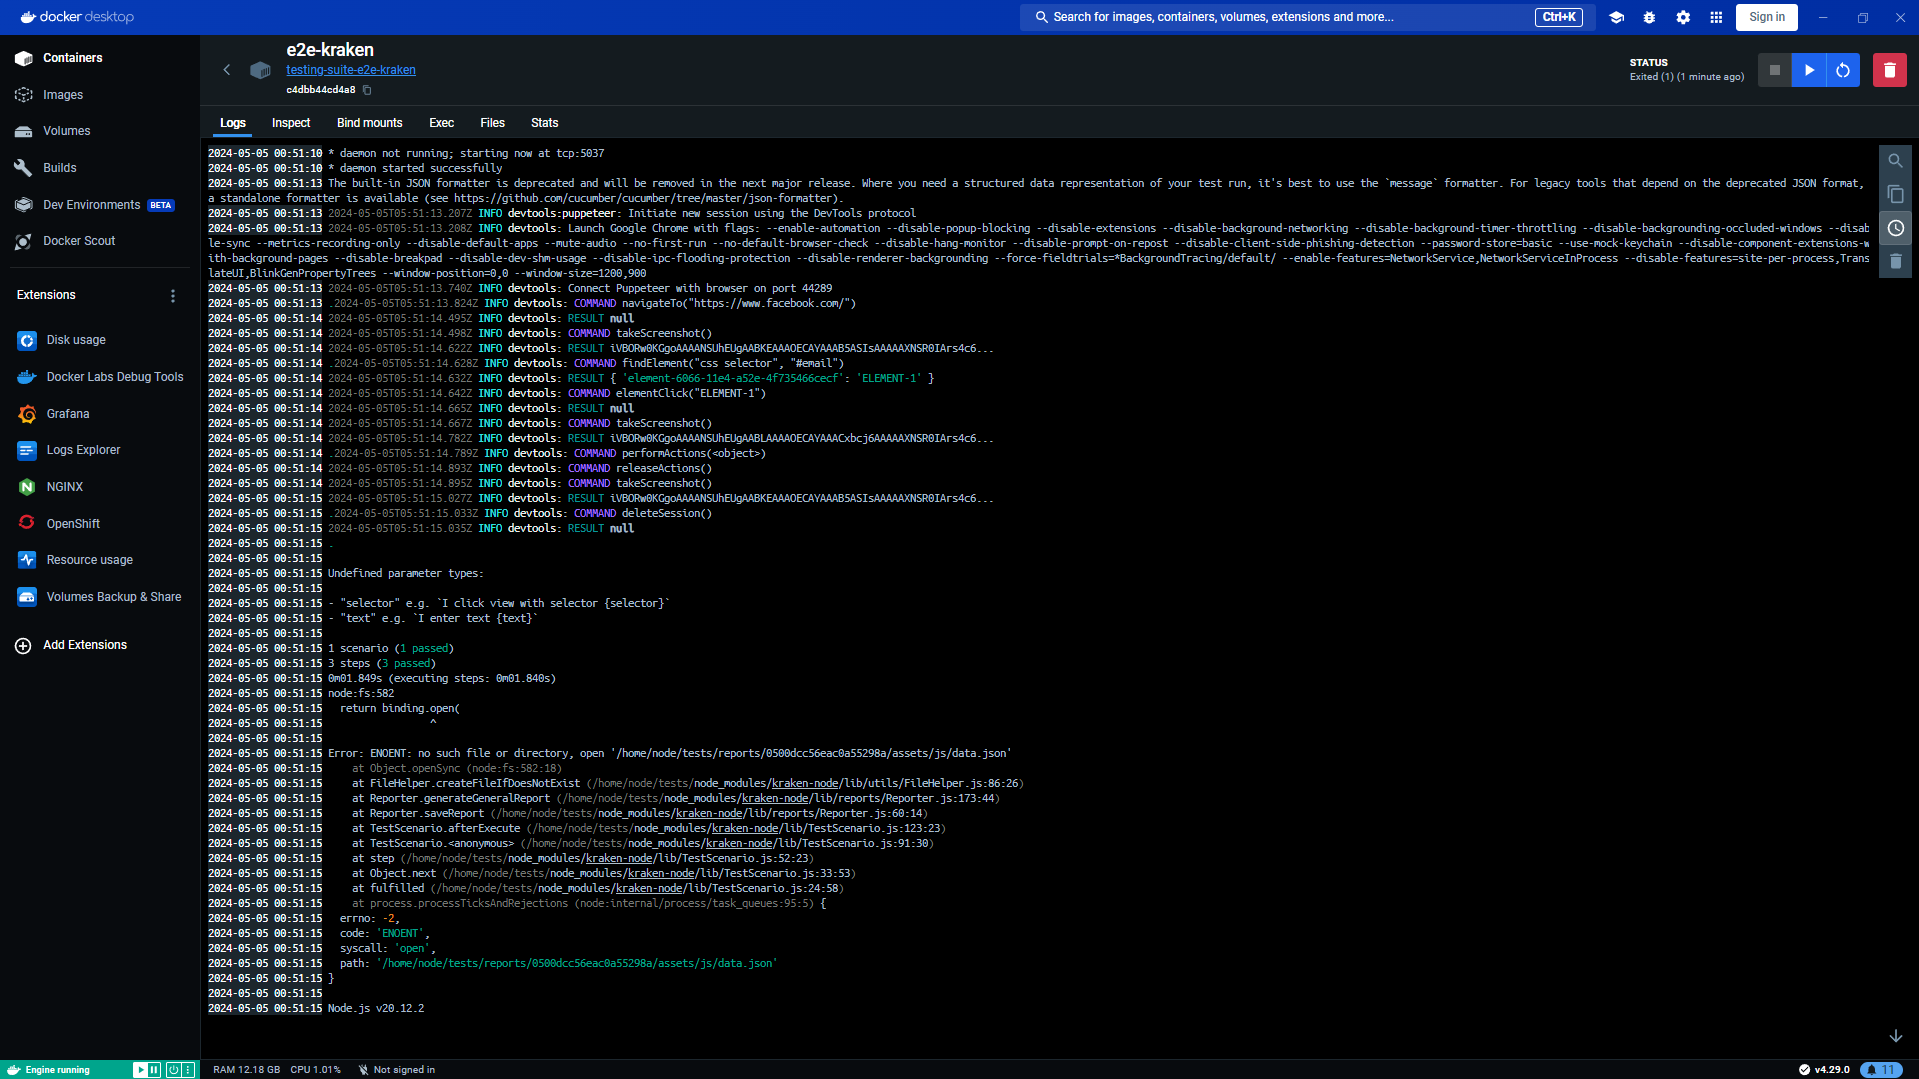 docker desktop
Search for images, containers, volumes, extensions and more...
Ctrl+K
Sign in
Containers
Images
Volumes
Builds
Dev Environments BETA
Docker Scout
Extensions
Disk usage
Docker Labs Debug Tools
Grafana
Logs Explorer
NGINX
OpenShift
Resource usage
Volumes Backup & Share
Add Extensions
e2e-kraken
testing-suite-e2e-kraken
c4dbb44cd4a8
STATUS
Exited (1) (1 minute ago)
Logs Inspect Bind mounts Exec Files Stats
2024-05-05 00:51:10 * daemon not running; starting now at tcp:5037
2024-05-05 00:51:10 * daemon started successfully
2024-05-05 00:51:13 The built-in JSON formatter is deprecated and will be removed in the next major release. Where you need a structured data representation of your test run, it's best to use the `message` formatter. For legacy tools that depend on the deprecated JSON format,
a standalone formatter is available (see https://github.com/cucumber/cucumber/tree/master/json-formatter).
2024-05-05 00:51:13 2024-05-05T05:51:13.207Z INFO devtools:puppeteer: Initiate new session using the DevTools protocol
2024-05-05 00:51:13 2024-05-05T05:51:13.208Z INFO devtools: Launch Google Chrome with flags: --enable-automation --disable-popup-blocking --disable-extensions --disable-background-networking --disable-background-timer-throttling --disable-backgrounding-occluded-windows --disab
le-sync --metrics-recording-only --disable-default-apps --mute-audio --no-first-run --no-default-browser-check --disable-hang-monitor --disable-prompt-on-repost --disable-client-side-phishing-detection --password-store=basic --use-mock-keychain --disable-component-extensions-w
ith-background-pages --disable-breakpad --disable-dev-shm-usage --disable-ipc-flooding-protection --disable-renderer-backgrounding --force-fieldtrials=*BackgroundTracing/default/ --enable-features=NetworkService,NetworkServiceInProcess --disable-features=site-per-process,Trans
lateUI,BlinkGenPropertyTrees --window-position=0,0 --window-size=1200,900
2024-05-05 00:51:13 2024-05-05T05:51:13.740Z INFO devtools: Connect Puppeteer with browser on port 44289
2024-05-05 00:51:13 .2024-05-05T05:51:13.824Z INFO devtools: COMMAND navigateTo("https://www.facebook.com/")
2024-05-05 00:51:14 2024-05-05T05:51:14.495Z INFO devtools: RESULT null
2024-05-05 00:51:14 2024-05-05T05:51:14.498Z INFO devtools: COMMAND takeScreenshot()
2024-05-05 00:51:14 2024-05-05T05:51:14.622Z INFO devtools: RESULT iVBORw0KGgoAAAANSUhEUgAABKEAAAOECAYAAAB5ASIsAAAAAXNSR0IArs4c6...
2024-05-05 00:51:14 .2024-05-05T05:51:14.628Z INFO devtools: COMMAND findElement("css selector", "#email")
2024-05-05 00:51:14 2024-05-05T05:51:14.632Z INFO devtools: RESULT { 'element-6066-11e4-a52e-4f735466cecf': 'ELEMENT-1' }
2024-05-05 00:51:14 2024-05-05T05:51:14.642Z INFO devtools: COMMAND elementClick("ELEMENT-1")
2024-05-05 00:51:14 2024-05-05T05:51:14.665Z INFO devtools: RESULT null
2024-05-05 00:51:14 2024-05-05T05:51:14.667Z INFO devtools: COMMAND takeScreenshot()
2024-05-05 00:51:14 2024-05-05T05:51:14.782Z INFO devtools: RESULT iVBORw0KGgoAAAANSUhEUgAABLAAAAOECAYAAACxbcj6AAAAAXNSR0IArs4c6...
2024-05-05 00:51:14 .2024-05-05T05:51:14.789Z INFO devtools: COMMAND performActions(<object>)
2024-05-05 00:51:14 2024-05-05T05:51:14.893Z INFO devtools: COMMAND releaseActions()
2024-05-05 00:51:14 2024-05-05T05:51:14.895Z INFO devtools: COMMAND takeScreenshot()
2024-05-05 00:51:15 2024-05-05T05:51:15.027Z INFO devtools: RESULT iVBORw0KGgoAAAANSUhEUgAABKEAAAOECAYAAAB5ASIsAAAAAXNSR0IArs4c6...
2024-05-05 00:51:15 .2024-05-05T05:51:15.033Z INFO devtools: COMMAND deleteSession()
2024-05-05 00:51:15 2024-05-05T05:51:15.035Z INFO devtools: RESULT null
2024-05-05 00:51:15 .
2024-05-05 00:51:15
2024-05-05 00:51:15 Undefined parameter types:
2024-05-05 00:51:15
2024-05-05 00:51:15 - "selector" e.g. `I click view with selector {selector}`
2024-05-05 00:51:15 - "text" e.g. `I enter text {text}`
2024-05-05 00:51:15
2024-05-05 00:51:15 1 scenario (1 passed)
2024-05-05 00:51:15 3 steps (3 passed)
2024-05-05 00:51:15 0m01.849s (executing steps: 0m01.840s)
2024-05-05 00:51:15 node:fs:582
2024-05-05 00:51:15 return binding.open(
2024-05-05 00:51:15 ^
2024-05-05 00:51:15
2024-05-05 00:51:15 Error: ENOENT: no such file or directory, open '/home/node/tests/reports/0500dcc56eac0a55298a/assets/js/data.json'
2024-05-05 00:51:15 at Object.openSync (node:fs:582:18)
2024-05-05 00:51:15 at FileHelper.createFileIfDoesNotExist (/home/node/tests/node_modules/kraken-node/lib/utils/FileHelper.js:86:26)
2024-05-05 00:51:15 at Reporter.generateGeneralReport (/home/node/tests/node_modules/kraken-node/lib/reports/Reporter.js:173:44)
2024-05-05 00:51:15 at Reporter.saveReport (/home/node/tests/node_modules/kraken-node/lib/reports/Reporter.js:60:14)
2024-05-05 00:51:15 at TestScenario.afterExecute (/home/node/tests/node_modules/kraken-node/lib/TestScenario.js:123:23)
2024-05-05 00:51:15 at TestScenario.<anonymous> (/home/node/tests/node_modules/kraken-node/lib/TestScenario.js:91:30)
2024-05-05 00:51:15 at step (/home/node/tests/node_modules/kraken-node/lib/TestScenario.js:52:23)
2024-05-05 00:51:15 at Object.next (/home/node/tests/node_modules/kraken-node/lib/TestScenario.js:33:53)
2024-05-05 00:51:15 at fulfilled (/home/node/tests/node_modules/kraken-node/lib/TestScenario.js:24:58)
2024-05-05 00:51:15 at process.processTicksAndRejections (node:internal/process/task_queues:95:5) {
2024-05-05 00:51:15 errno: -2,
2024-05-05 00:51:15 code: 'ENOENT',
2024-05-05 00:51:15 syscall: 'open',
2024-05-05 00:51:15 path: '/home/node/tests/reports/0500dcc56eac0a55298a/assets/js/data.json'
2024-05-05 00:51:15 }
2024-05-05 00:51:15
2024-05-05 00:51:15 Node.js v20.12.2
Engine running
RAM 12.18 GB CPU 1.01% Not signed in
v4.29.0
11